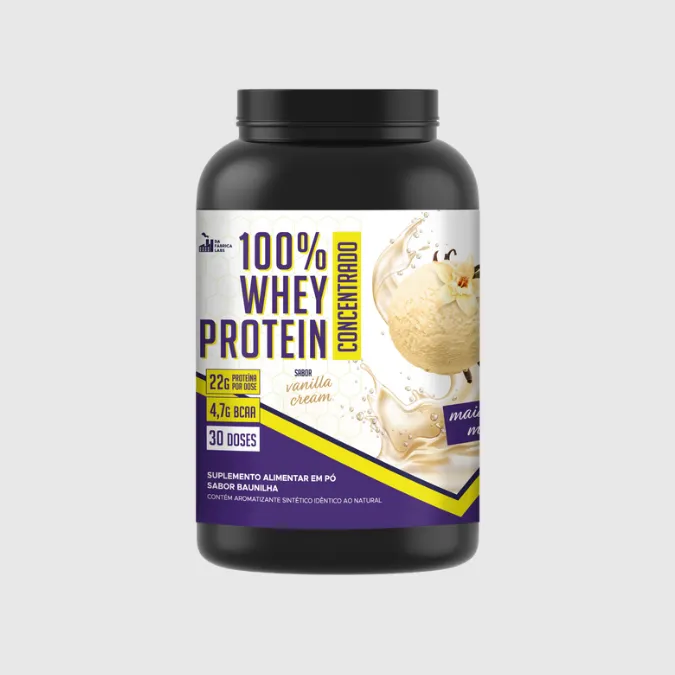 DA
FÁBRICA
LABS
100%
WHEY
PROTEIN
CONCENTRADO
SABOR
vanilla
cream
22G PROTEÍNA
POR DOSE
4,7G BCAA
30 DOSES
SUPLEMENTO ALIMENTAR EM PÓ
SABOR BAUNILHA
CONTÉM AROMATIZANTE SINTÉTICO IDÊNTICO AO NATURAL